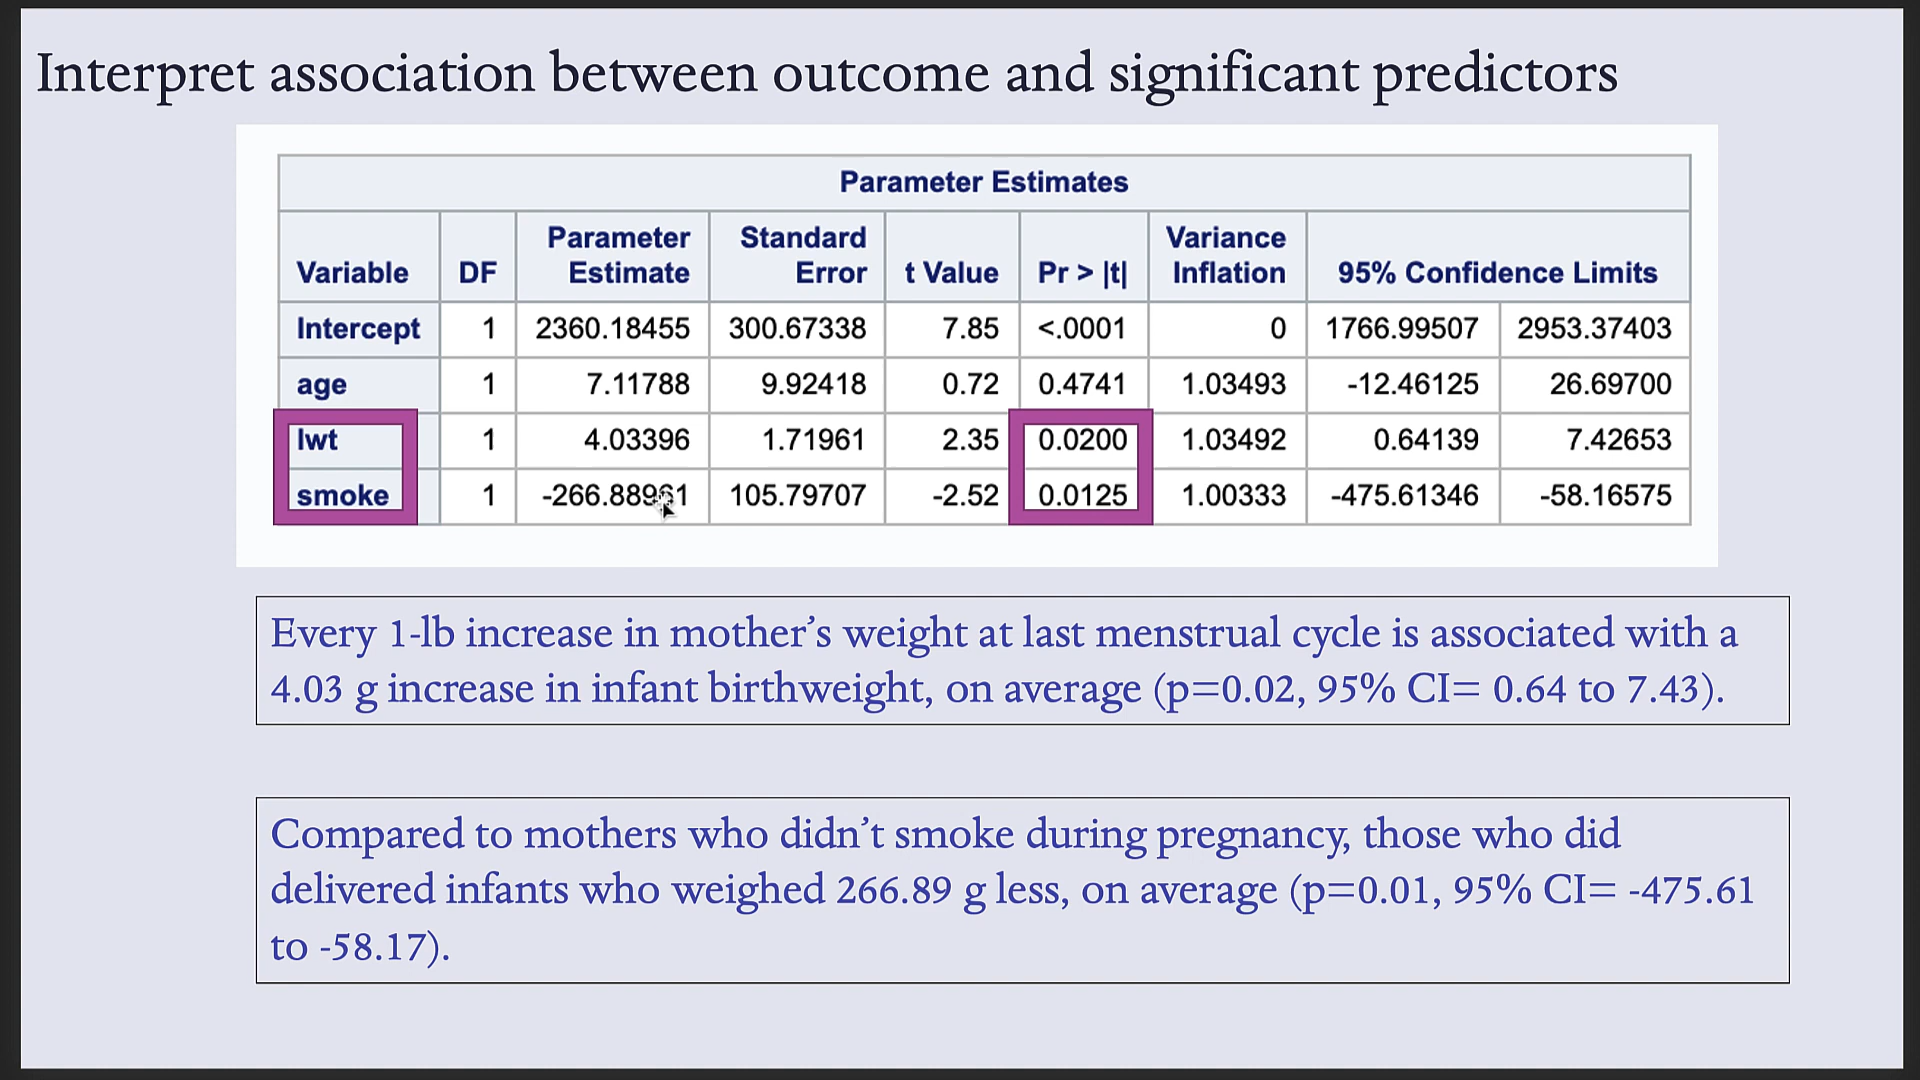 Interpret association between outcome and significant predictors
Parameter Estimates
Variable DF Parameter Estimate Standard Error t Value Pr > |t| Variance Inflation 95% Confidence Limits
Intercept 1 2360.18455 300.67338 7.85 <.0001 0 1766.99507 2953.37403
age 1 7.11788 9.92418 0.72 0.4741 1.03493 -12.46125 26.69700
lwt 1 4.03396 1.71961 2.35 0.0200 1.03492 0.64139 7.42653
smoke 1 105.79707 -2.52 0.0125 1.00333 -475.61346 -58.16575
Every 1-lb increase in mother’s weight at last menstrual cycle is associated with a
4.03 g increase in infant birthweight, on average (p=0.02, 95% CI= 0.64 to 7.43).
Compared to mothers who didn’t smoke during pregnancy, those who did
delivered infants who weighed 266.89 g less, on average (p=0.01, 95% CI= -475.61
to -58.17).